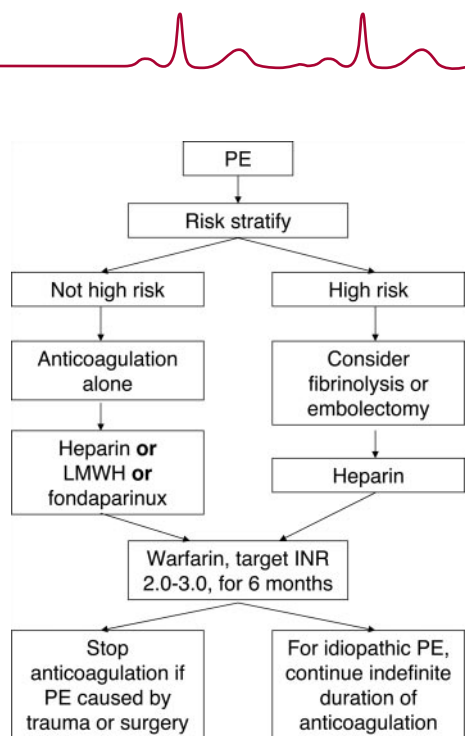 PE
Risk stratify
Not high risk
High risk
Anticoagulation
alone
Consider
fibrinolysis or
embolectomy
Heparin or
LMWH or
fondaparinux
Heparin
Warfarin, target INR
2.0-3.0, for 6 months
Stop
anticoagulation if
PE caused by
trauma or surgery
For idiopathic PE,
continue indefinite
duration of
anticoagulation